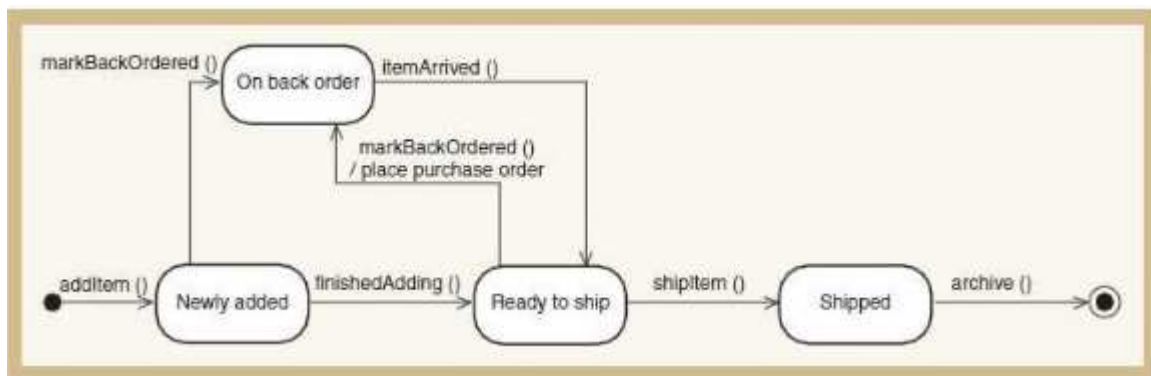 markBackOrdered ()
On back order
itemArrived ()
markBackOrdered ()
/ place purchase order
addItem ()
Newly added
finishedAdding ()
Ready to ship
shipItem ()
Shipped
archive ()